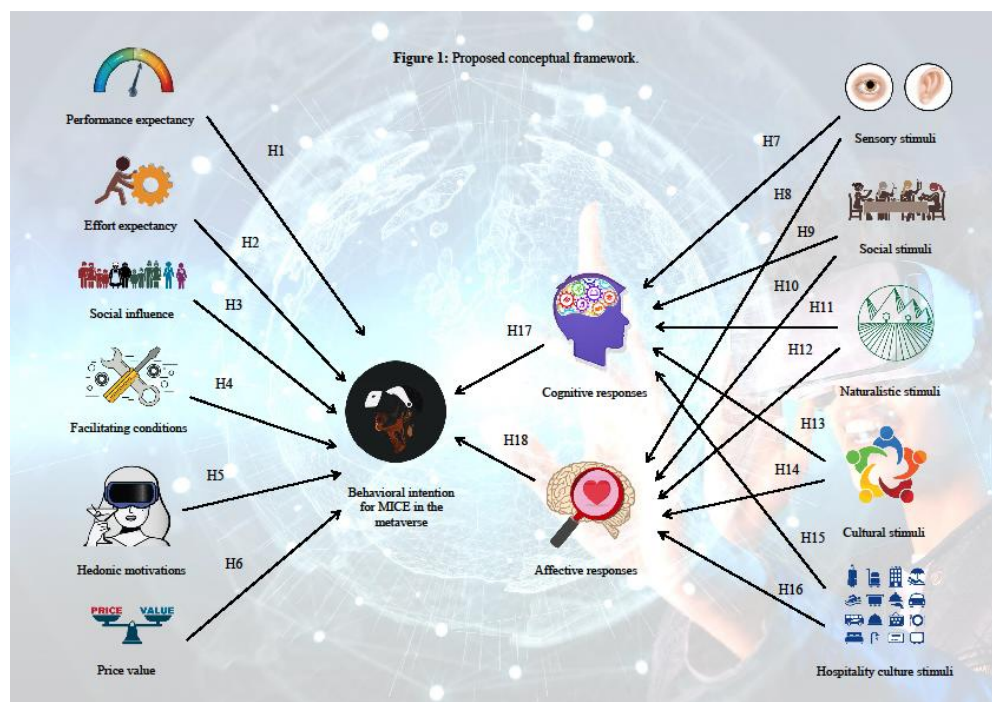 Figure 1: Proposed conceptual framework.
Performance expectancy
Effort expectancy
Social influence
Facilitating conditions
Hedonic motivations
PRICE VALUE
Price value
H1
H2
H3
H4
H5
H6
Behavioral intention
for MICE in the
metaverse
H17
H18
Cognitive responses
Affective responses
H7
H8
H9
H10
H11
H12
H13
H14
H15
H16
Sensory stimuli
Social stimuli
Naturalistic stimuli
Cultural stimuli
Hospitality culture stimuli